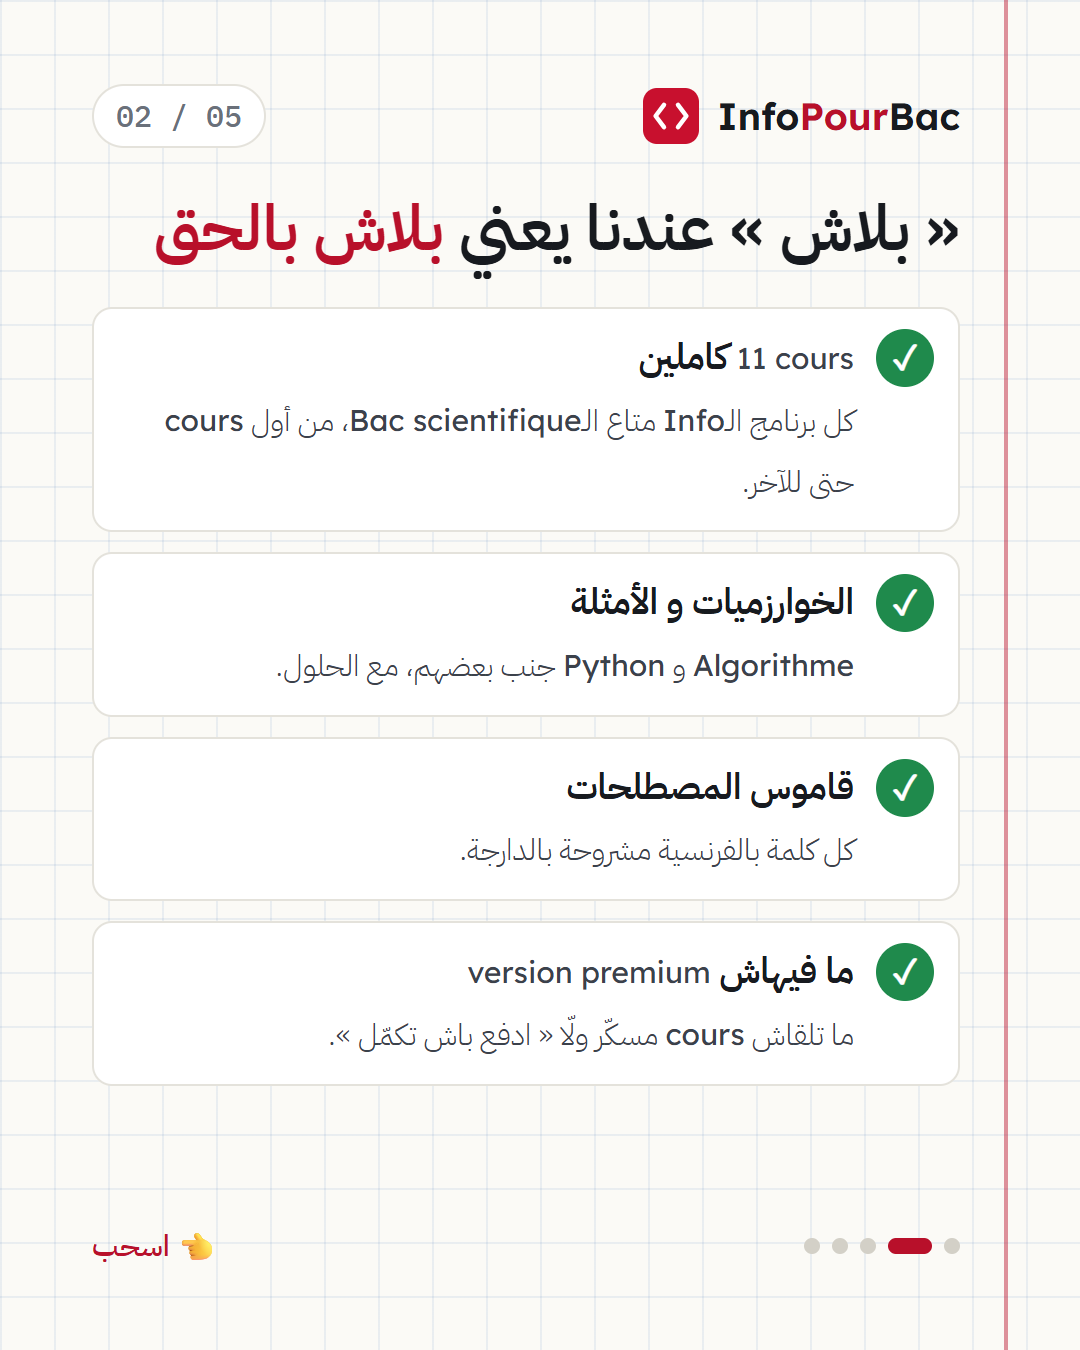 InfoPourBac
02 / 05
« بلاش » عندنا يعني بلاش بالحق
11 cours كاملين
كل برنامج الـInfo متاع الـBac scientifique، من أول cours
حتى للآخر.
الخوارزميات و الأمثلة
Algorithme و Python جنب بعضهم، مع الحلول.
قاموس المصطلحات
كل كلمة بالفرنسية مشروحة بالدارجة.
ما فيهاش version premium
ما تلقاش cours مسكّر ولّا « ادفع باش تكمّل ».
👈 اسحب